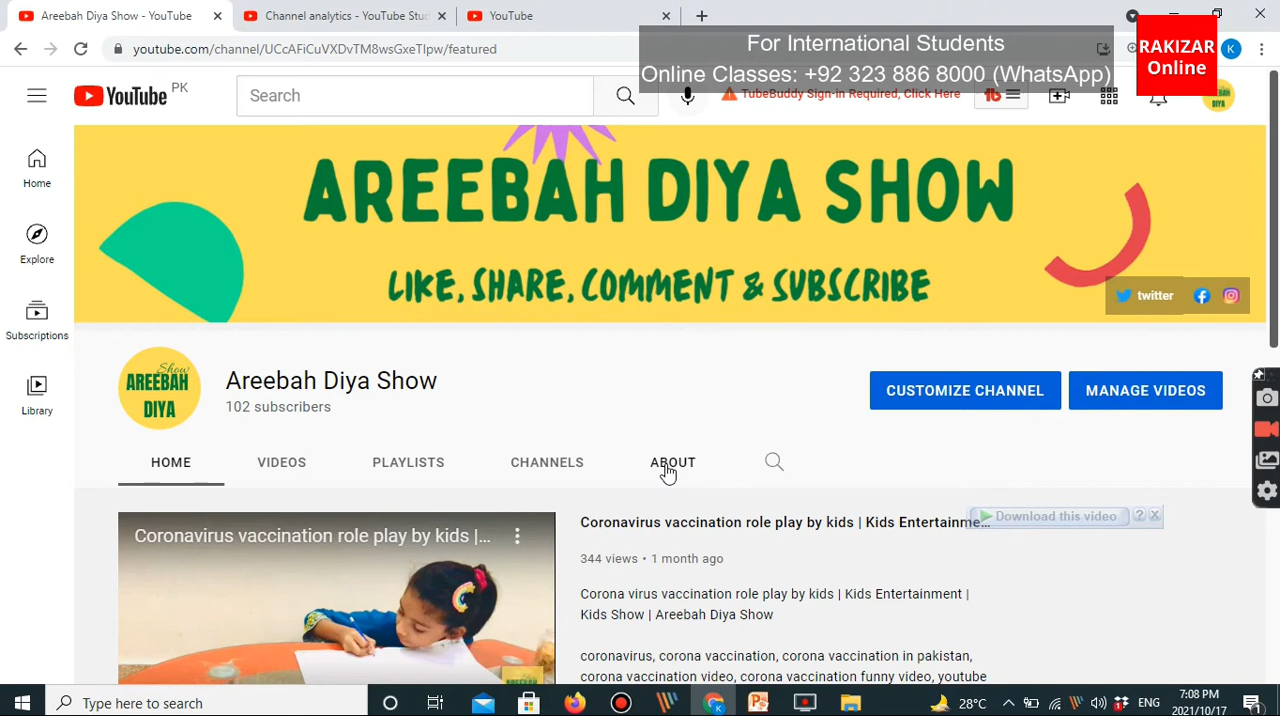 Areebah Diya Show - YouTube
Channel analytics - YouTube Stud
YouTube
youtube.com/channel/UCcAFiCuVXDvTM8wsGxeTIpw/featured
For International Students
Online Classes: +92 323 886 8000 (WhatsApp)
RAKIZAR
Online
K
YouTube PK
Search
TubeBuddy Sign-in Required, Click Here
tb
AREEBAH DIYA SHOW
LIKE, SHARE, COMMENT & SUBSCRIBE
twitter
Home
Explore
Subscriptions
Library
Show
AREEBAH
DIYA
Areebah Diya Show
102 subscribers
CUSTOMIZE CHANNEL
MANAGE VIDEOS
HOME
VIDEOS
PLAYLISTS
CHANNELS
ABOUT
Coronavirus vaccination role play by kids |...
Coronavirus vaccination role play by kids | Kids Entertainme...
Download this video
?
344 views • 1 month ago
Corona virus vaccination role play by kids | Kids Entertainment |
Kids Show | Areebah Diya Show
coronavirus, corona vaccination, corona vaccination in pakistan,
corona vaccination video, corona vaccination funny video, youtube
Type here to search
28°C
ENG
7:08 PM
2021/10/17
1